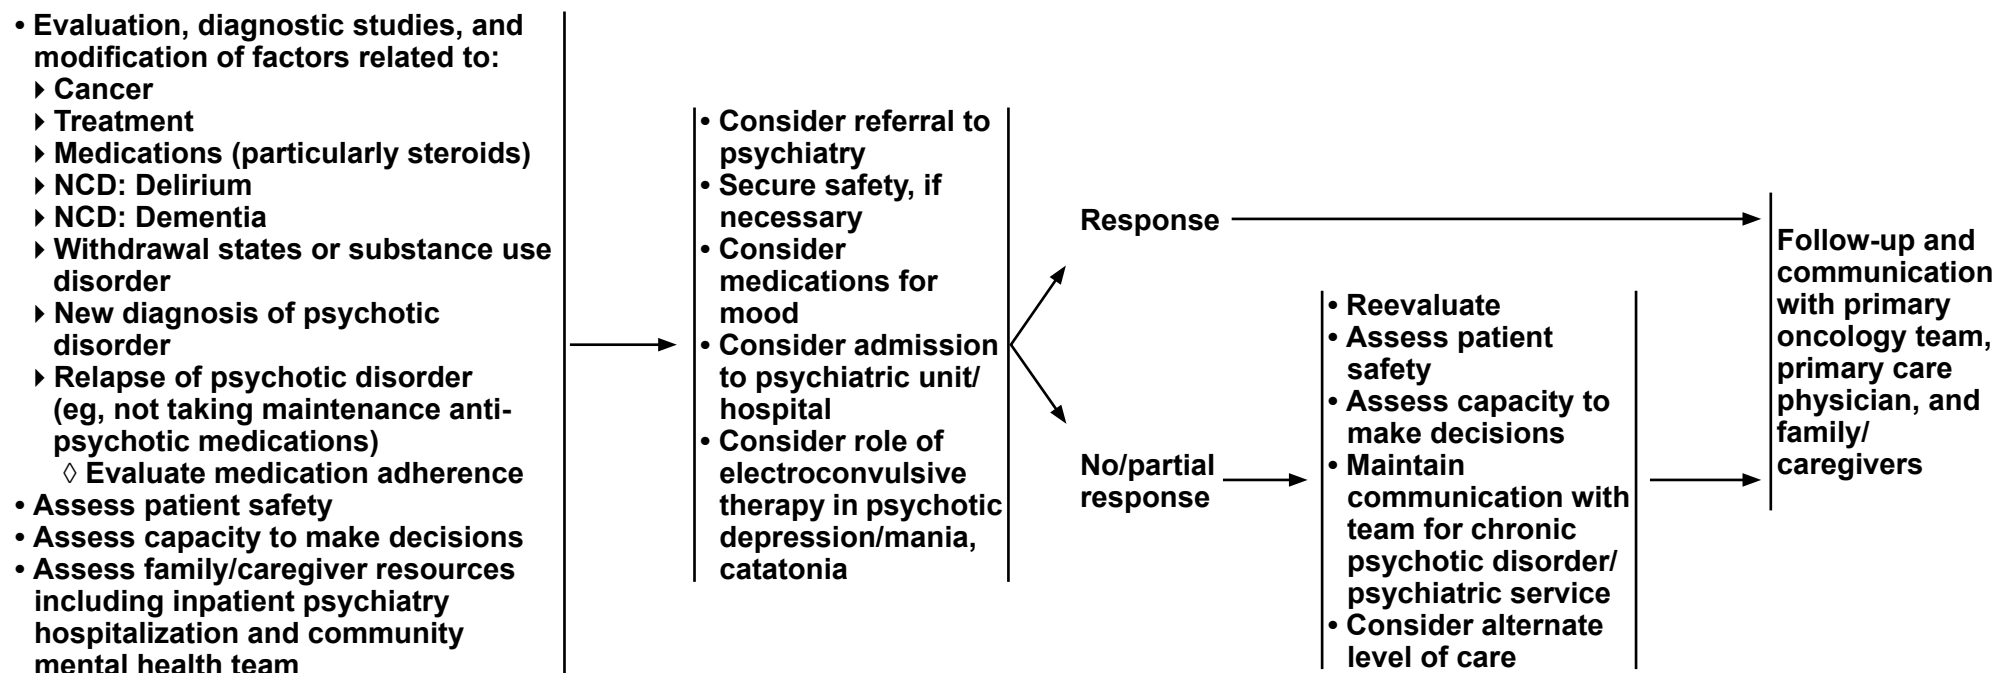 • Evaluation, diagnostic studies, and
modification of factors related to:
▸ Cancer
▸ Treatment
▸ Medications (particularly steroids)
▸ NCD: Delirium
▸ NCD: Dementia
▸ Withdrawal states or substance use
disorder
▸ New diagnosis of psychotic
disorder
▸ Relapse of psychotic disorder
(eg, not taking maintenance anti-
psychotic medications)
◊ Evaluate medication adherence
• Assess patient safety
• Assess capacity to make decisions
• Assess family/caregiver resources
including inpatient psychiatry
hospitalization and community
mental health team
• Consider referral to
psychiatry
• Secure safety, if
necessary
• Consider
medications for
mood
• Consider admission
to psychiatric unit/
hospital
• Consider role of
electroconvulsive
therapy in psychotic
depression/mania,
catatonia
Response
No/partial
response
• Reevaluate
• Assess patient
safety
• Assess capacity to
make decisions
• Maintain
communication with
team for chronic
psychotic disorder/
psychiatric service
• Consider alternate
level of care
Follow-up and
communication
with primary
oncology team,
primary care
physician, and
family/
caregivers